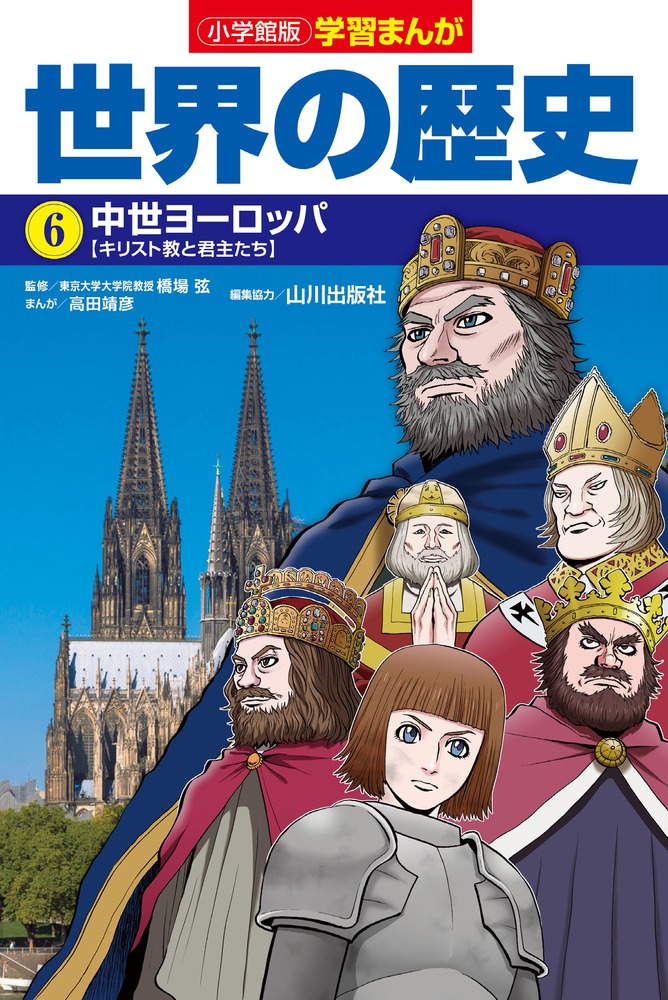 小学館版 学習まんが
世界の歴史
6 中世ヨーロッパ
【キリスト教と君主たち】
監修／東京大学大学院教授 橋場 弦
まんが／高田靖彦
編集協力／山川出版社